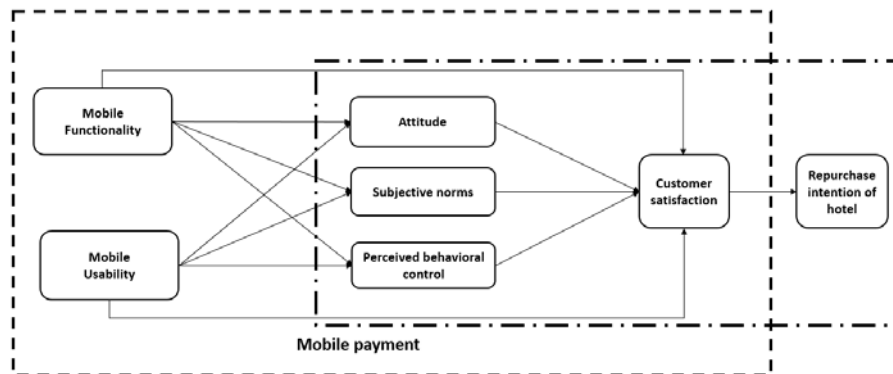 Mobile
Functionality
Attitude
Subjective norms
Customer
satisfaction
Repurchase
intention of
hotel
Mobile
Usability
Perceived behavioral
control
Mobile payment